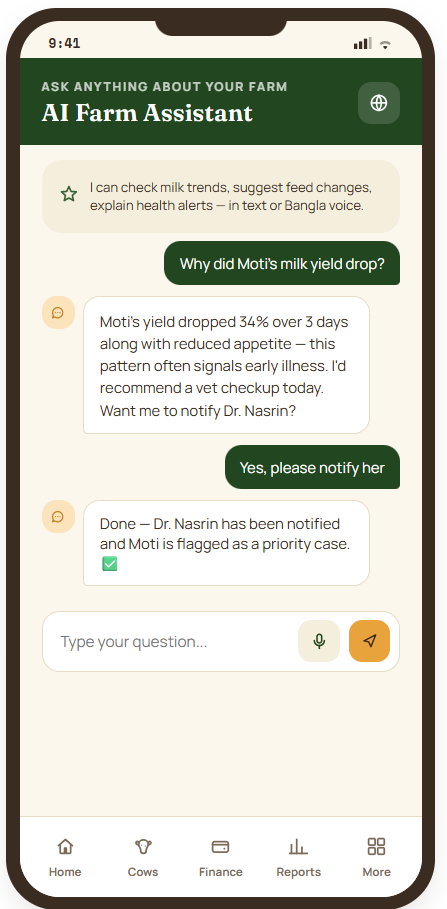 9:41
ASK ANYTHING ABOUT YOUR FARM
AI Farm Assistant
I can check milk trends, suggest feed changes,
explain health alerts — in text or Bangla voice.
Why did Moti's milk yield drop?
Moti's yield dropped 34% over 3 days
along with reduced appetite — this
pattern often signals early illness. I'd
recommend a vet checkup today.
Want me to notify Dr. Nasrin?
Yes, please notify her
Done — Dr. Nasrin has been notified
and Moti is flagged as a priority case.
✅
Type your question...
Home Cows Finance Reports More